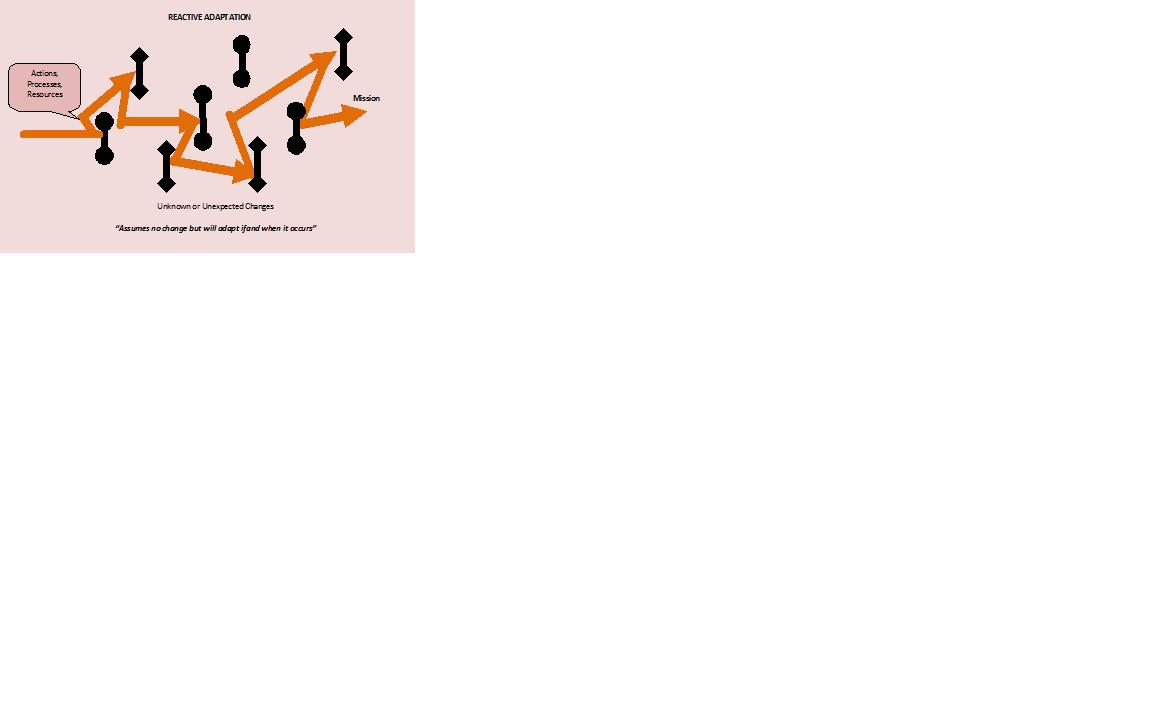 REACTIVE ADAPTATION
Actions,
Processes,
Resources
Mission
Unknown or Unexpected Changes
“Assumes no change but will adapt if and when it occurs”